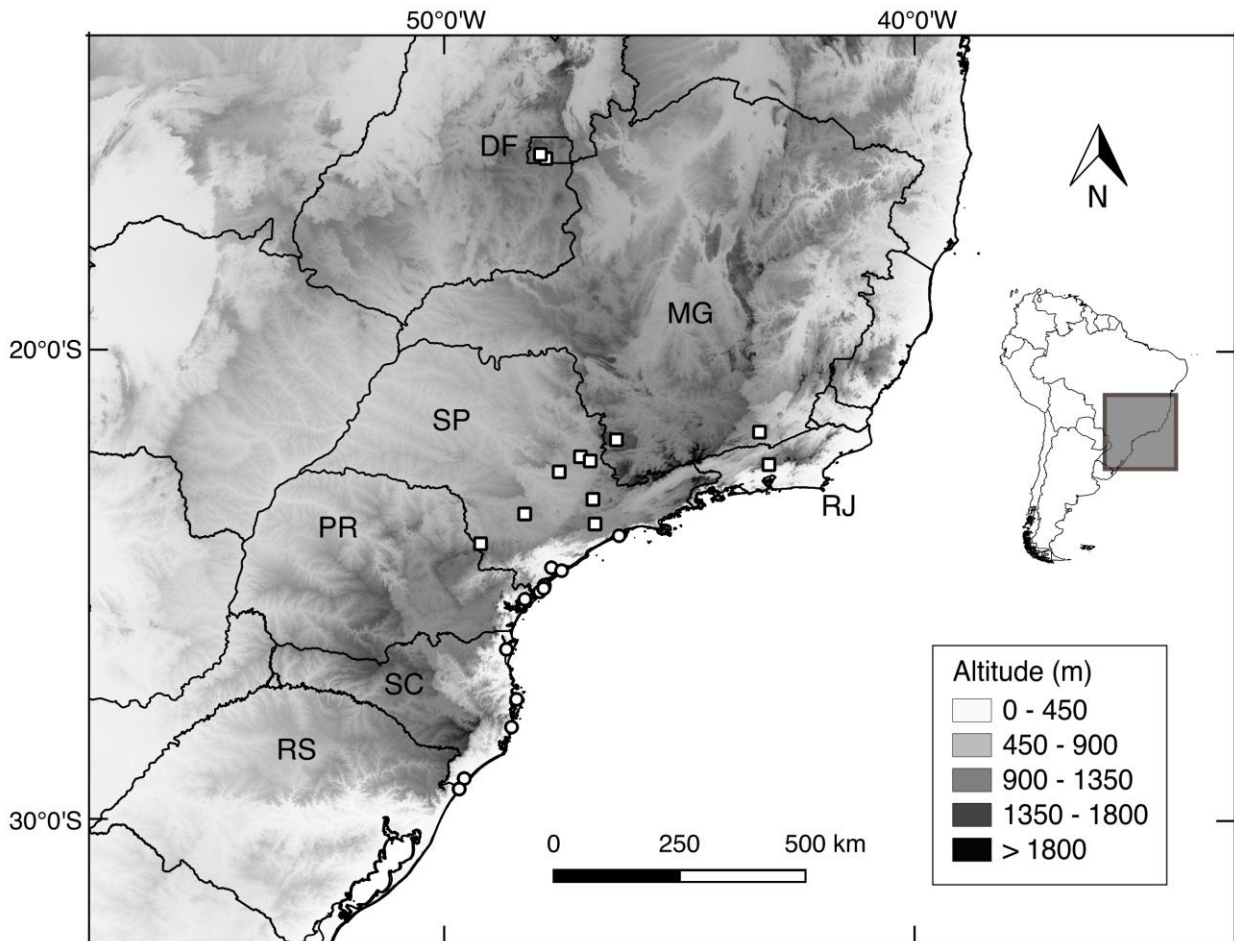 50°0'W
40°0'W
DF
N
MG
20°0'S
SP
RJ
PR
SC
RS
30°0'S
0 250 500 km
Altitude (m)
0 - 450
450 - 900
900 - 1350
1350 - 1800
> 1800